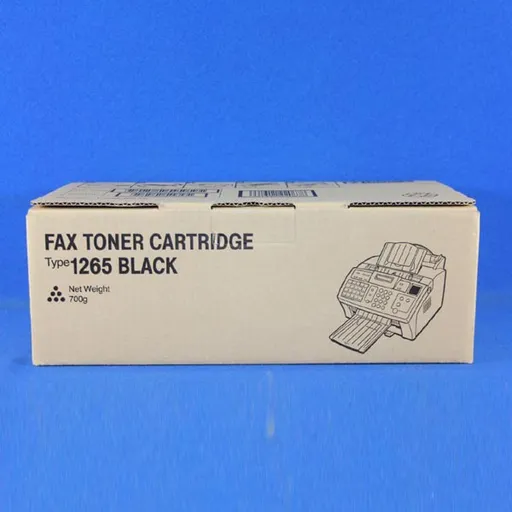 FAX TONER CARTRIDGE
Type 1265 BLACK
Net Weight
700g